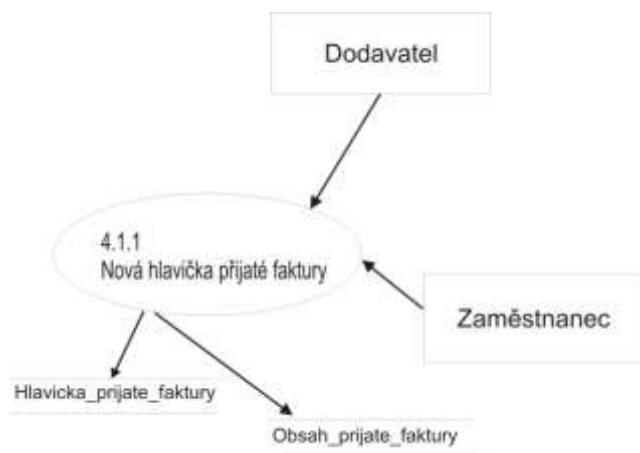 Dodavatel
4.1.1
Nová hlavička přijaté faktury
Zaměstnanec
Hlavicka_prijate_faktury
Obsah_prijate_faktury